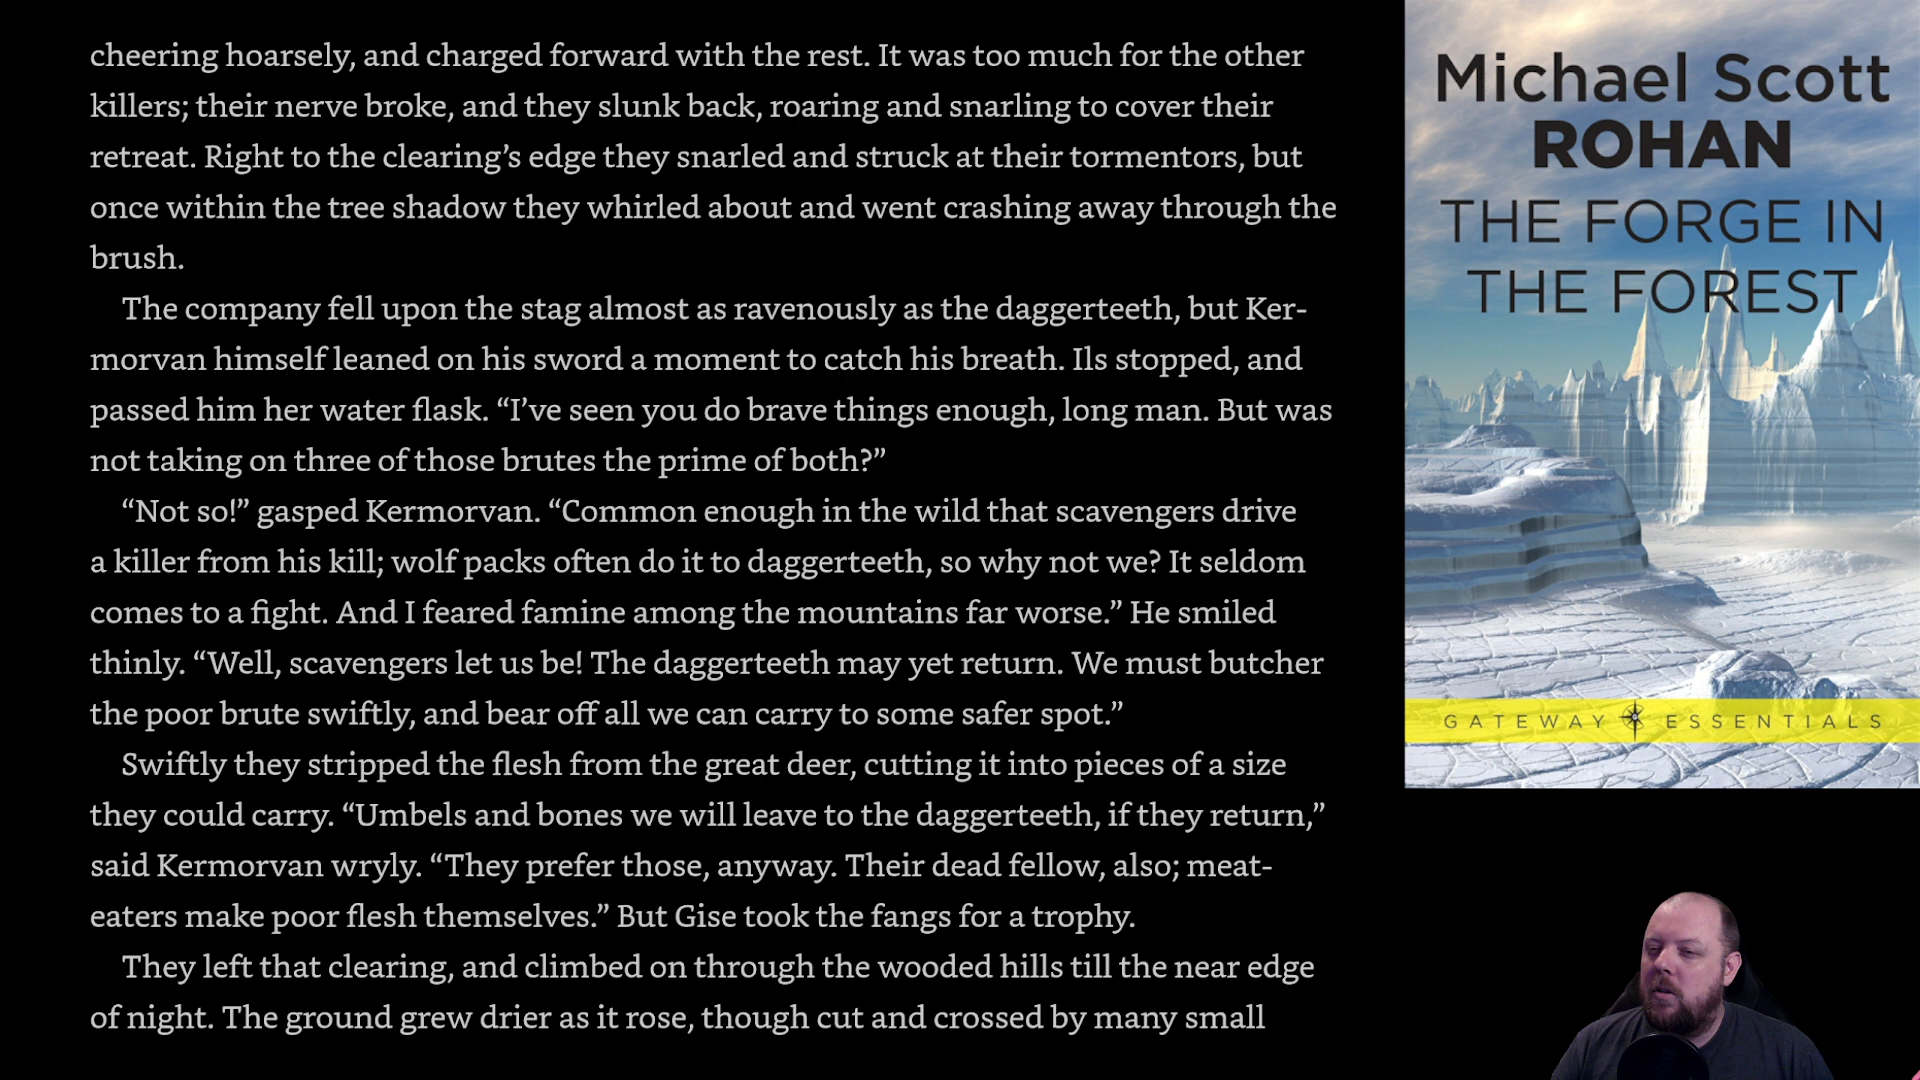 cheering hoarsely, and charged forward with the rest. It was too much for the other
killers; their nerve broke, and they slunk back, roaring and snarling to cover their
retreat. Right to the clearing’s edge they snarled and struck at their tormentors, but
once within the tree shadow they whirled about and went crashing away through the
brush.
The company fell upon the stag almost as ravenously as the daggerteeth, but Ker-
morvan himself leaned on his sword a moment to catch his breath. Ils stopped, and
passed him her water flask. “I’ve seen you do brave things enough, long man. But was
not taking on three of those brutes the prime of both?”
“Not so!” gasped Kermorvan. “Common enough in the wild that scavengers drive
a killer from his kill; wolf packs often do it to daggerteeth, so why not we? It seldom
comes to a fight. And I feared famine among the mountains far worse.” He smiled
thinly. “Well, scavengers let us be! The daggerteeth may yet return. We must butcher
the poor brute swiftly, and bear off all we can carry to some safer spot.”
Swiftly they stripped the flesh from the great deer, cutting it into pieces of a size
they could carry. “Umbels and bones we will leave to the daggerteeth, if they return,”
said Kermorvan wryly. “They prefer those, anyway. Their dead fellow, also; meat-
eaters make poor flesh themselves.” But Gise took the fangs for a trophy.
They left that clearing, and climbed on through the wooded hills till the near edge
of night. The ground grew drier as it rose, though cut and crossed by many small
Michael Scott
ROHAN
THE FORGE IN
THE FOREST
GATEWAY ESSENTIALS